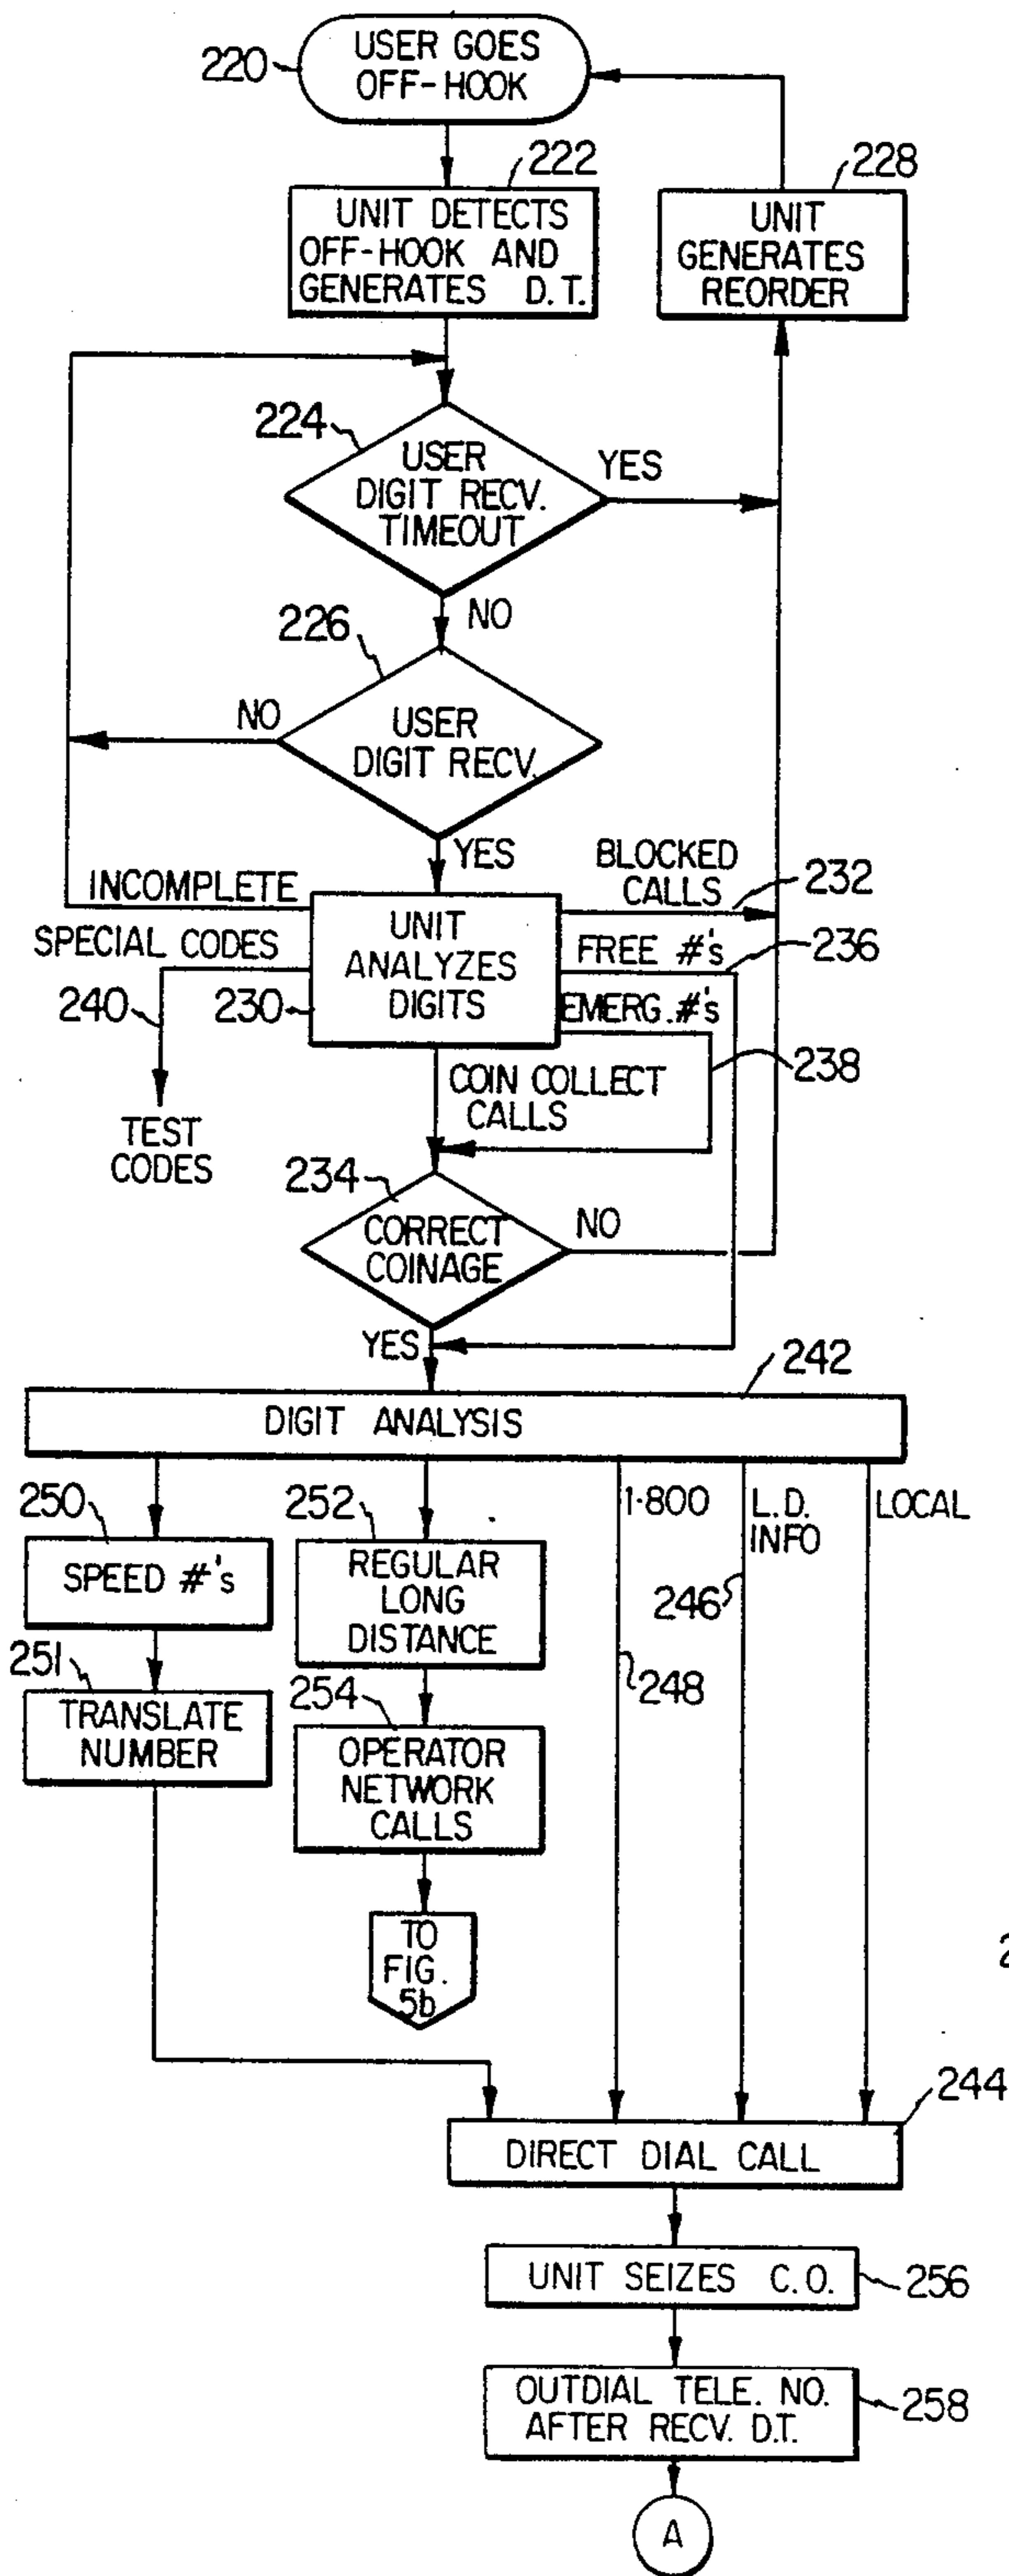 220
USER GOES
OFF-HOOK
222
UNIT DETECTS
OFF-HOOK AND
GENERATES D.T.
228
UNIT
GENERATES
REORDER
224
USER
DIGIT RECV.
TIMEOUT
YES
NO
226
USER
DIGIT RECV.
NO
YES
INCOMPLETE
SPECIAL CODES
240
TEST
CODES
230
UNIT
ANALYZES
DIGITS
BLOCKED
CALLS
232
FREE #'s
236
EMERG. #'s
238
COIN COLLECT
CALLS
234
CORRECT
COINAGE
NO
YES
242
DIGIT ANALYSIS
250
SPEED #'s
251
TRANSLATE
NUMBER
252
REGULAR
LONG
DISTANCE
254
OPERATOR
NETWORK
CALLS
TO
FIG.
5b
1-800
248
L.D.
INFO
246
LOCAL
2
244
DIRECT DIAL CALL
UNIT SEIZES C.O.
256
OUTDIAL TELE. NO.
AFTER RECV. D.T.
258
A